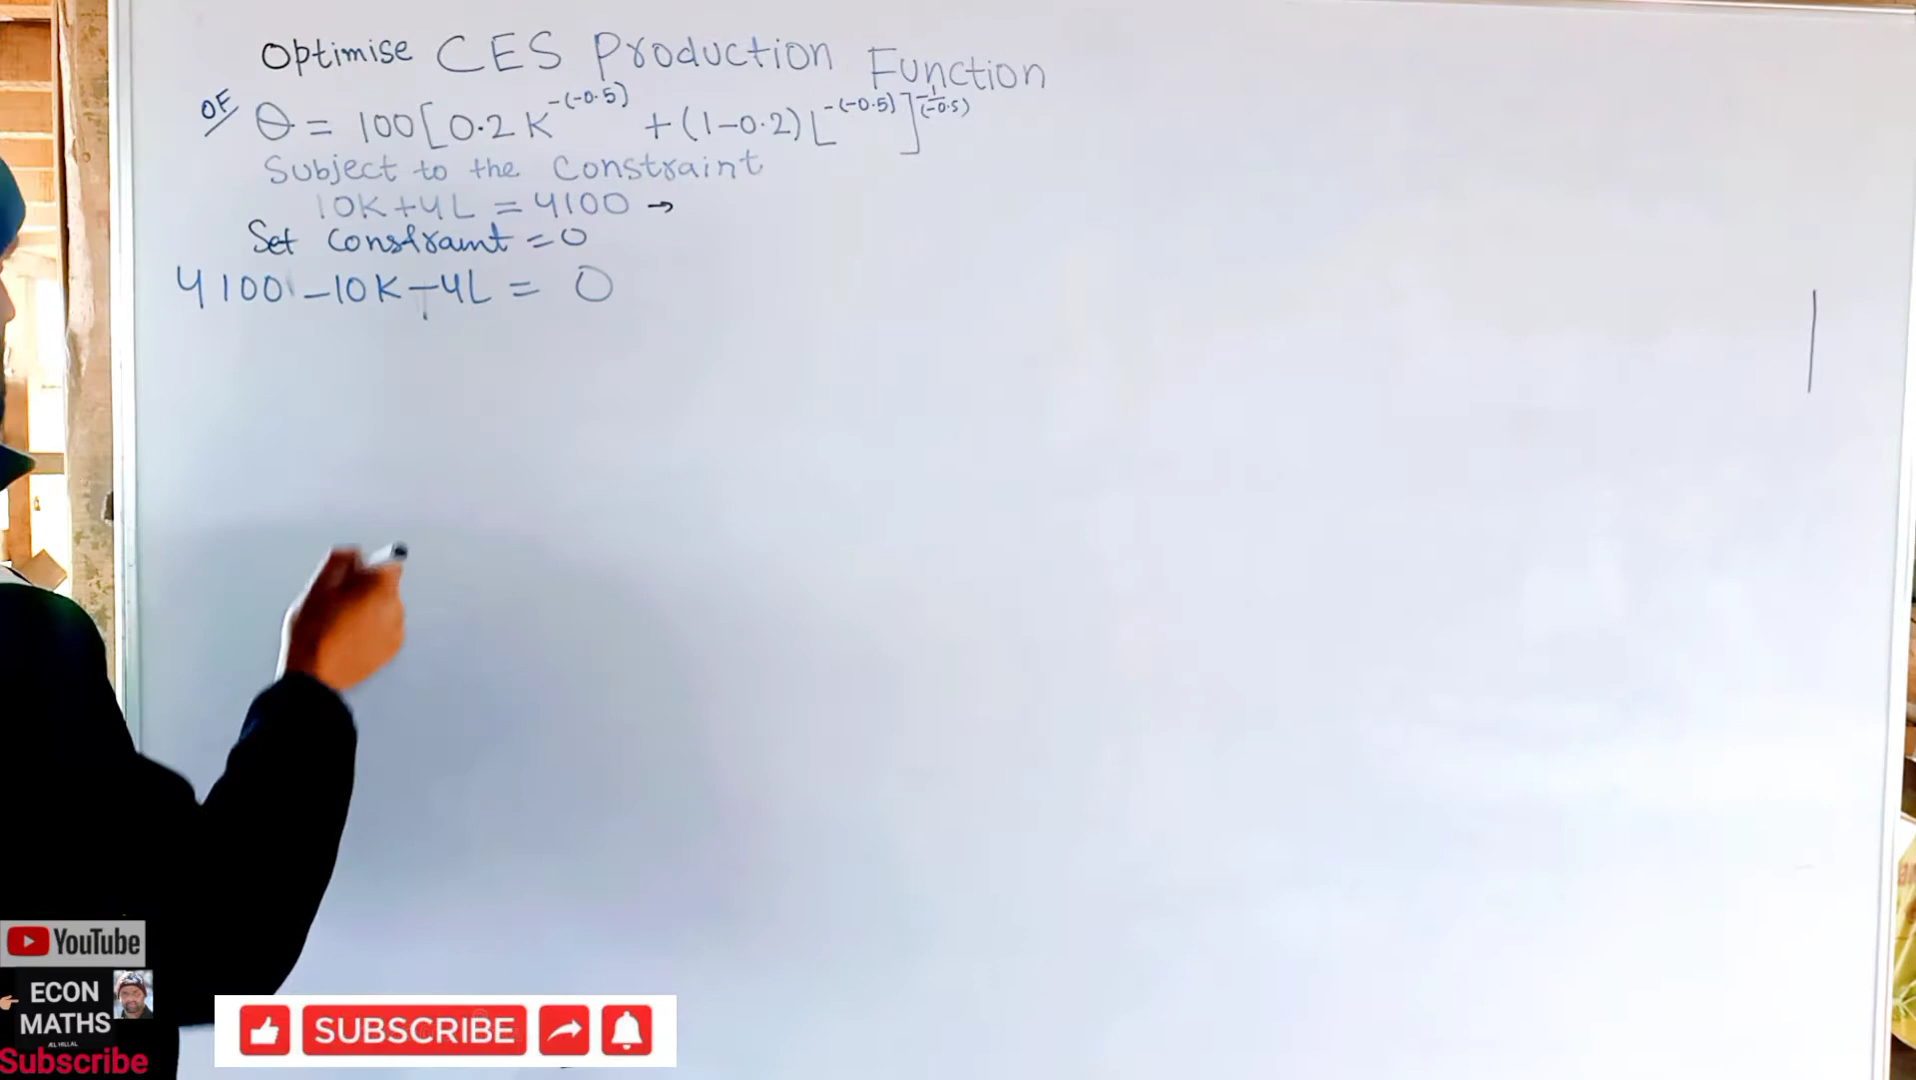 Optimise CES Production Function
OF θ = 100[0.2K^-(-0.5) + (1-0.2)L^-(-0.5)]^-1/(-0.5)
Subject to the Constraint
10K+4L = 4100 →
Set Constraint = 0
4100 -10K-4L = 0
YouTube
ECON
MATHS
Subscribe
SUBSCRIBE